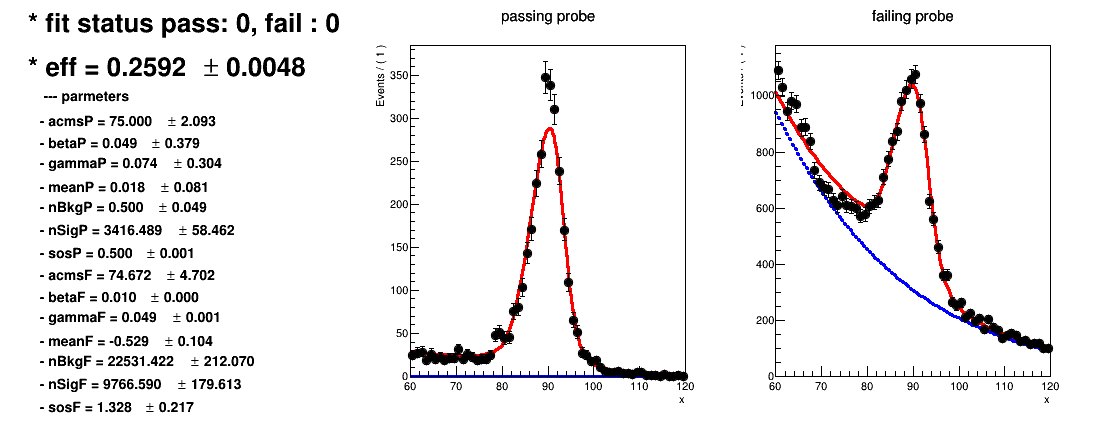 * fit status pass: 0, fail : 0
* eff = 0.2592 ± 0.0048
--- parmeters
- acmsP = 75.000 ± 2.093
- betaP = 0.049 ± 0.379
- gammaP = 0.074 ± 0.304
- meanP = 0.018 ± 0.081
- nBkgP = 0.500 ± 0.049
- nSigP = 3416.489 ± 58.462
- sosP = 0.500 ± 0.001
- acmsF = 74.672 ± 4.702
- betaF = 0.010 ± 0.000
- gammaF = 0.049 ± 0.001
- meanF = -0.529 ± 0.104
- nBkgF = 22531.422 ± 212.070
- nSigF = 9766.590 ± 179.613
- sosF = 1.328 ± 0.217
passing probe
Events / ( 1 )
350
300
250
200
150
100
50
0
60 70 80 90 100 110 120
x
failing probe
Events / ( 1 )
1000
800
600
400
200
0
60 70 80 90 100 110 120
x